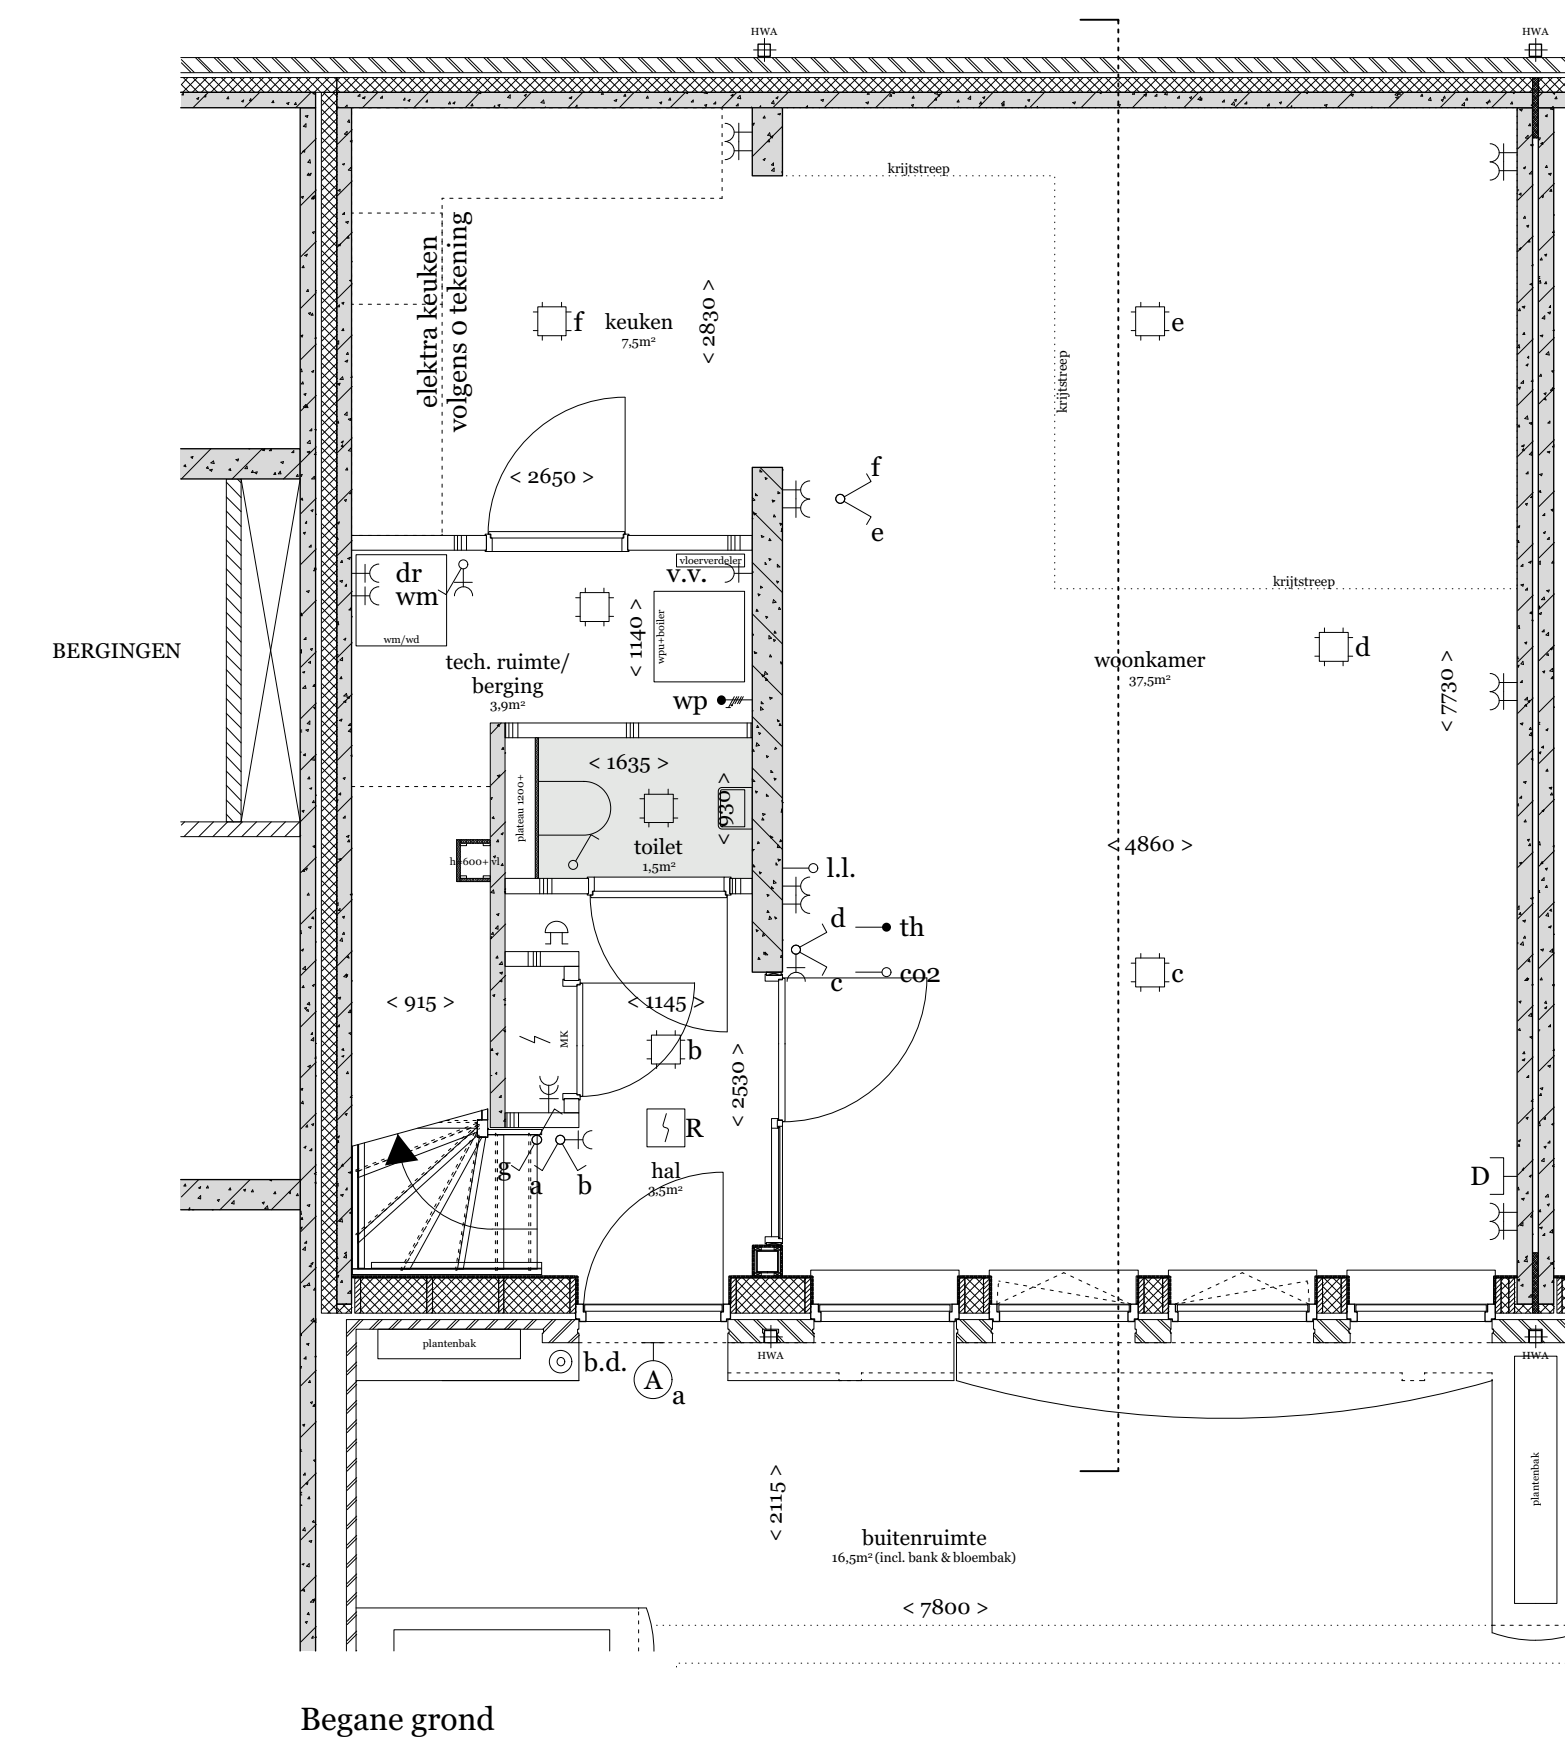 HWA
HWA
krijtstreep
elektra keuken
volgens 0 tekening
f
keuken
7,5m²
< 2830 >
e
krijtstreep
< 2650 >
f
e
vloerverdeler
dr
wm
v.v.
krijtstreep
wm/wd
< 1140 >
wpu+boiler
BERGINGEN
tech. ruimte/
berging
3,9m²
woonkamer
37,5m²
d
< 7730 >
wp
< 1635 >
plateau 1200+
< 930 >
toilet
1,5m²
< 4860 >
h=600+vl
l.l.
d
th
c
co2
c
< 915 >
< 1145 >
MK
b
< 2530 >
R
g
a
b
hal
3,5m²
D
plantenbak
b.d.
A
a
HWA
HWA
plantenbak
< 2115 >
buitenruimte
16,5m² (incl. bank & bloembak)
< 7800 >
Begane grond